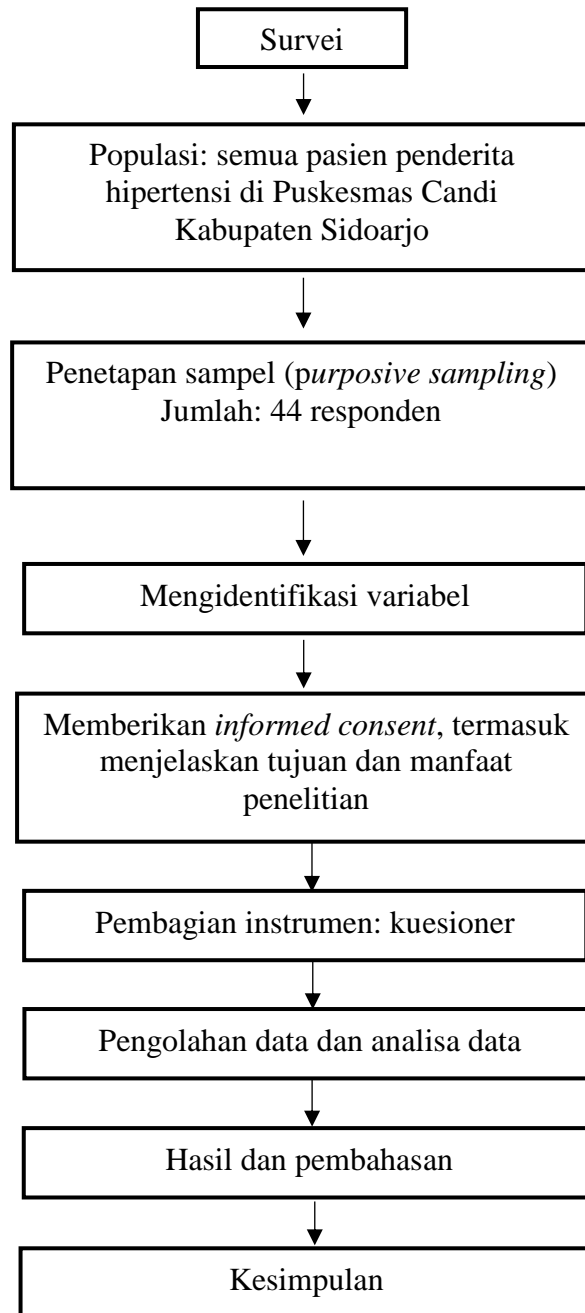 Survei
Populasi: semua pasien penderita
hipertensi di Puskesmas Candi
Kabupaten Sidoarjo
Penetapan sampel (purposive sampling)
Jumlah: 44 responden
Mengidentifikasi variabel
Memberikan informed consent, termasuk
menjelaskan tujuan dan manfaat
penelitian
Pembagian instrumen: kuesioner
Pengolahan data dan analisa data
Hasil dan pembahasan
Kesimpulan